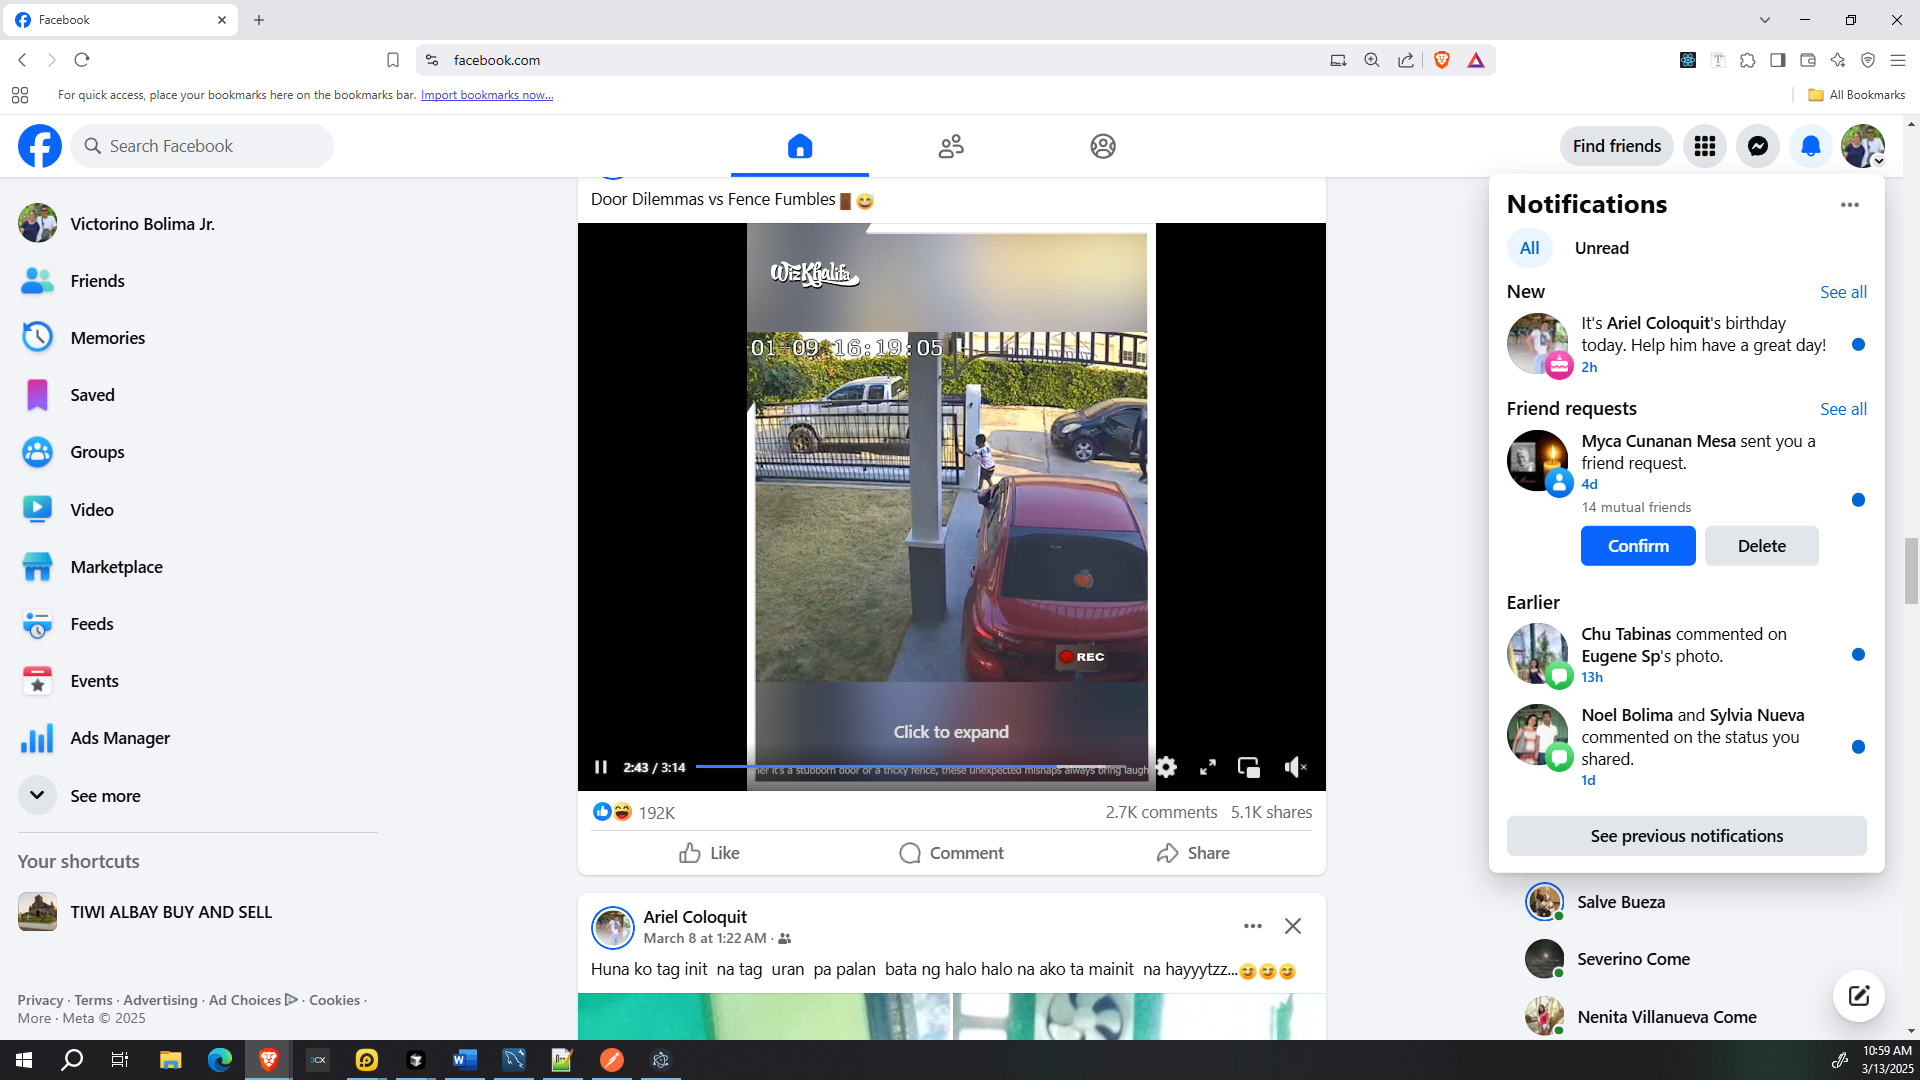 Facebook
facebook.com
For quick access, place your bookmarks here on the bookmarks bar. Import bookmarks now...
All Bookmarks
Search Facebook
Find friends
Victorino Bolima Jr.
Friends
Memories
Saved
Groups
Video
Marketplace
Feeds
Events
Ads Manager
See more
Your shortcuts
TIWI ALBAY BUY AND SELL
Privacy · Terms · Advertising · Ad Choices · Cookies ·
More · Meta © 2025
Door Dilemmas vs Fence Fumbles🚪😅
WizKhalifa
01-09 16:19:05
REC
Click to expand
2:43 / 3:14
her it's a stubborn door or a tricky fence, these unexpected mishaps always bring laugh
192K
2.7K comments 5.1K shares
Like
Comment
Share
Ariel Coloquit
March 8 at 1:22 AM ·
Huna ko tag init na tag uran pa palan bata ng halo halo na ako ta mainit na hayyytzz...😊😊😊
Notifications
All
Unread
New
See all
It's Ariel Coloquit's birthday
today. Help him have a great day!
2h
Friend requests
See all
Myca Cunanan Mesa sent you a
friend request.
4d
14 mutual friends
Confirm
Delete
Earlier
Chu Tabinas commented on
Eugene Sp's photo.
13h
Noel Bolima and Sylvia Nueva
commented on the status you
shared.
1d
See previous notifications
Salve Bueza
Severino Come
Nenita Villanueva Come
10:59 AM
3/13/2025